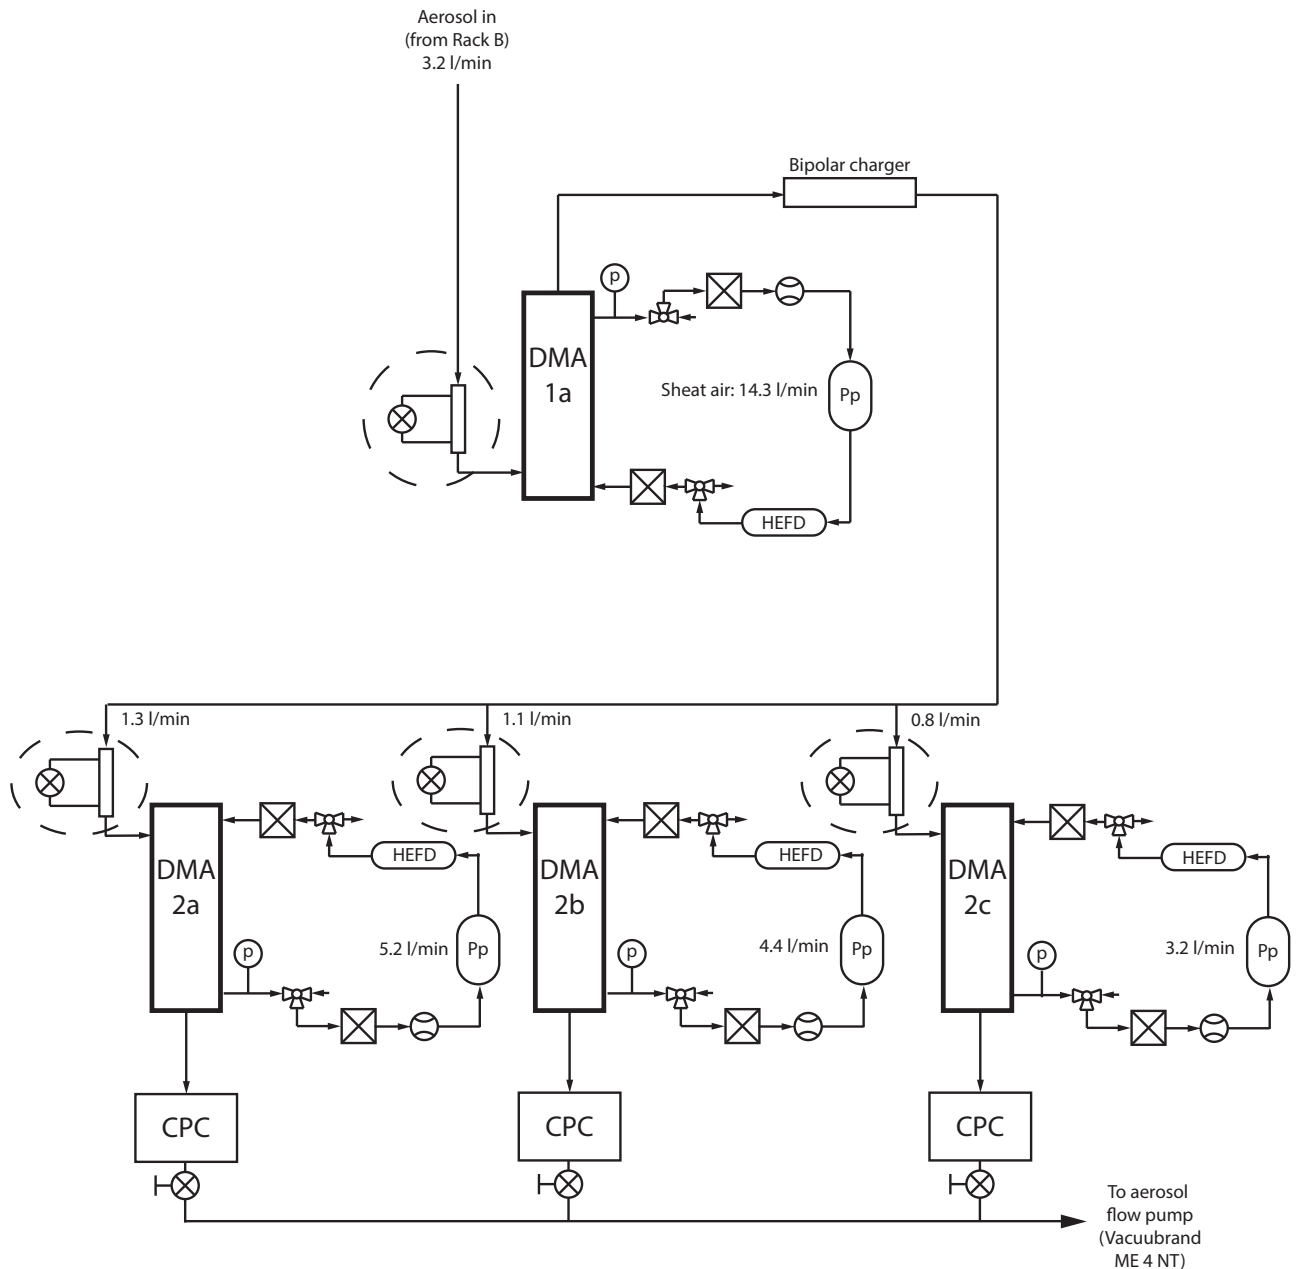 Aerosol in
(from Rack B)
3.2 l/min
Bipolar charger
p
DMA
1a
Sheat air: 14.3 l/min
Pp
HEFD
1.3 l/min
1.1 l/min
0.8 l/min
DMA
2a
HEFD
5.2 l/min
Pp
p
DMA
2b
HEFD
4.4 l/min
Pp
p
DMA
2c
HEFD
3.2 l/min
Pp
p
CPC
CPC
CPC
To aerosol
flow pump
(Vacuubrand
ME 4 NT)